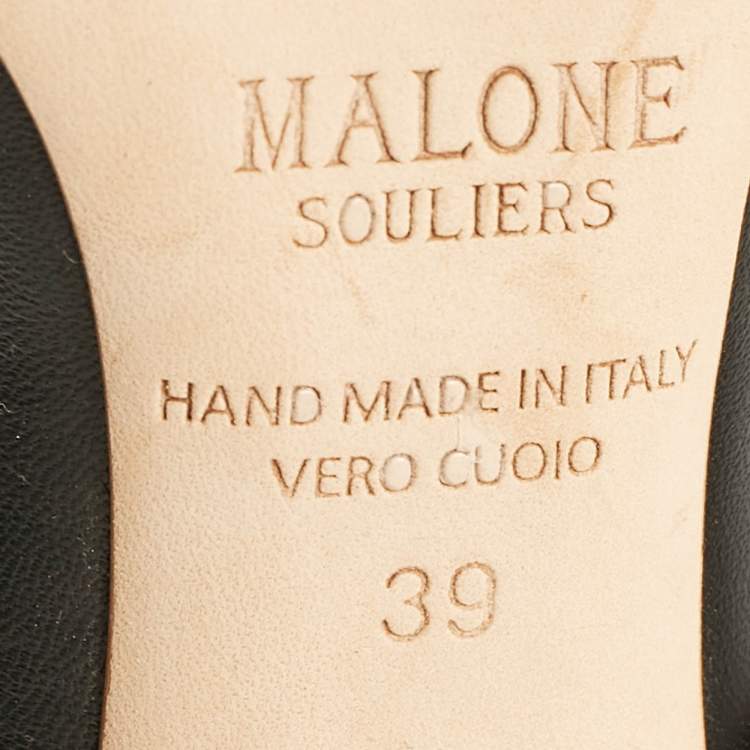 MALONE
SOULIERS
HAND MADE IN ITALY
VERO CUOIO
39